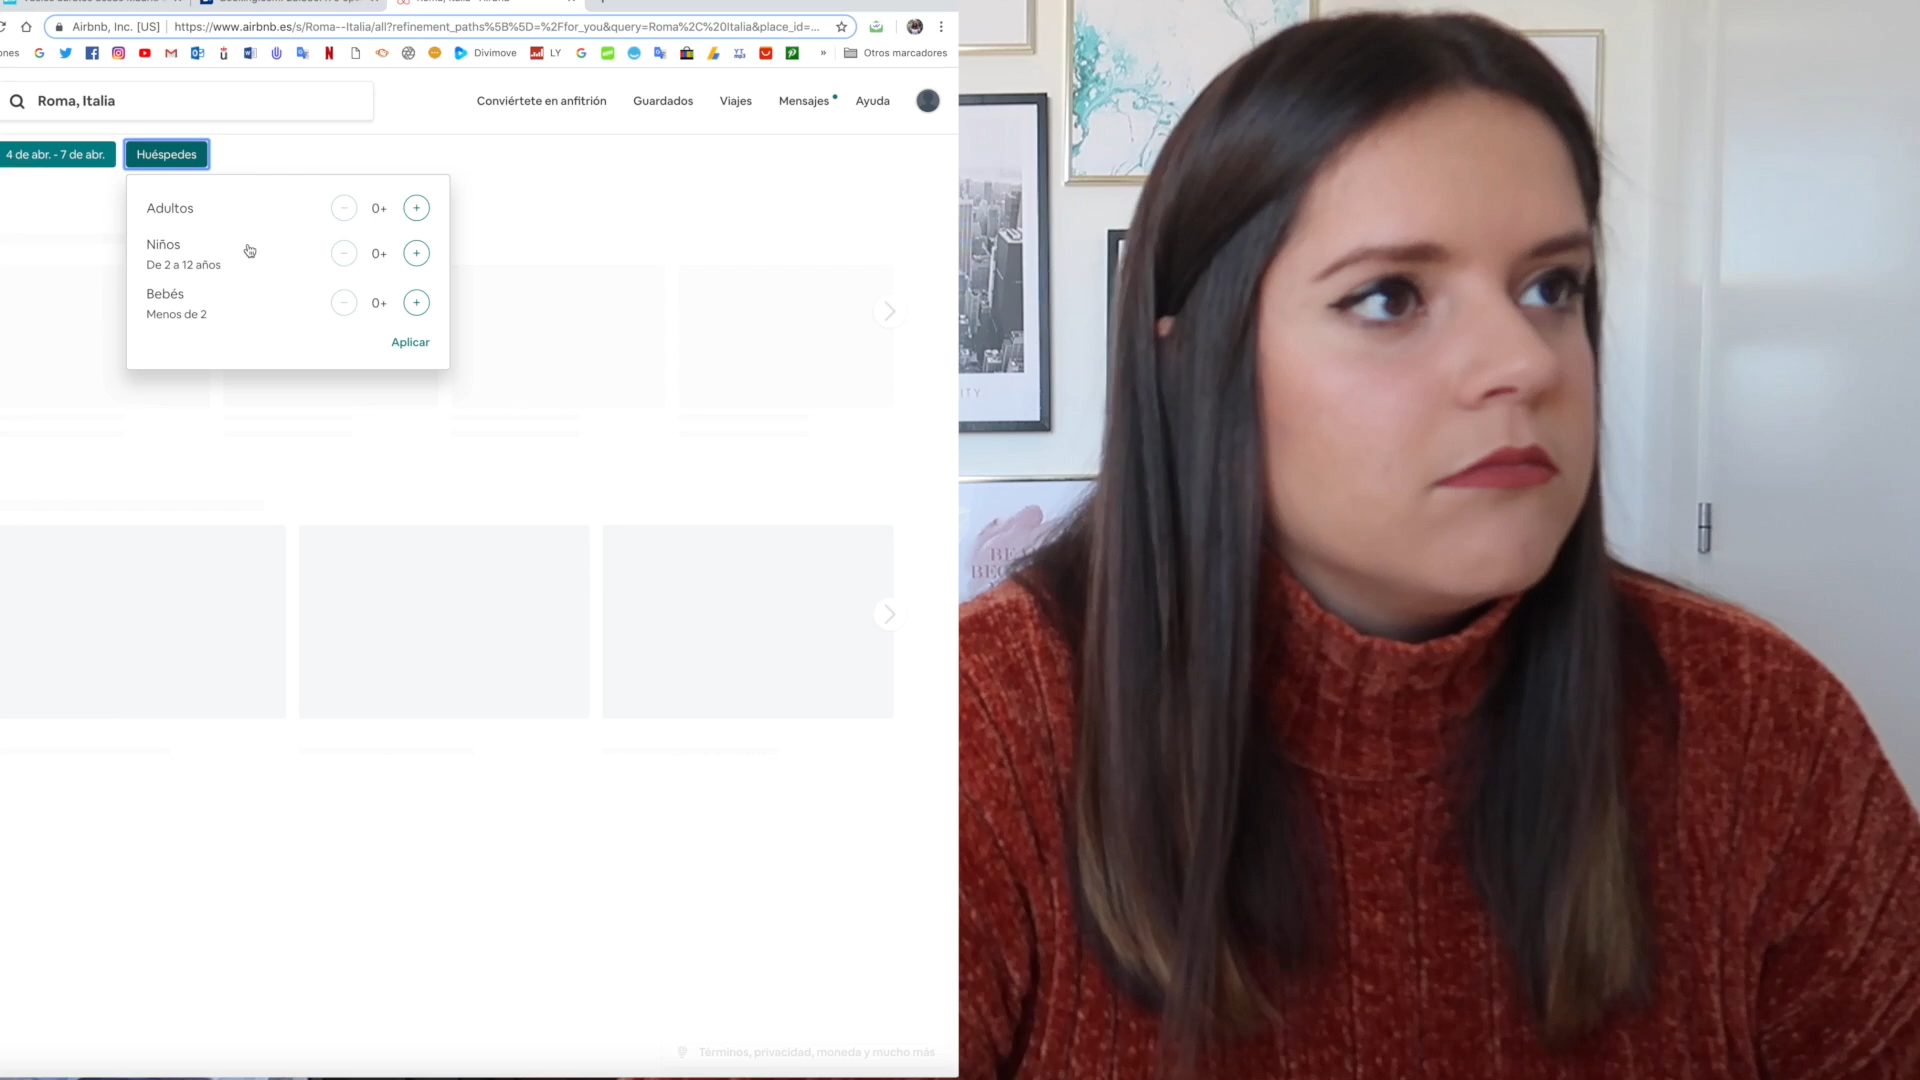 Airbnb, Inc. [US] | https://www.airbnb.es/s/Roma--Italia/all?refinement_paths%5B%5D=%2Ffor_you&query=Roma%2C%20Italia&place_id=...
Divimove
LY
Otros marcadores
Roma, Italia
Conviértete en anfitrión
Guardados
Viajes
Mensajes
Ayuda
4 de abr. - 7 de abr.
Huéspedes
Adultos
0+
Niños
0+
De 2 a 12 años
Bebés
0+
Menos de 2
Aplicar
Términos, privacidad, moneda y mucho más